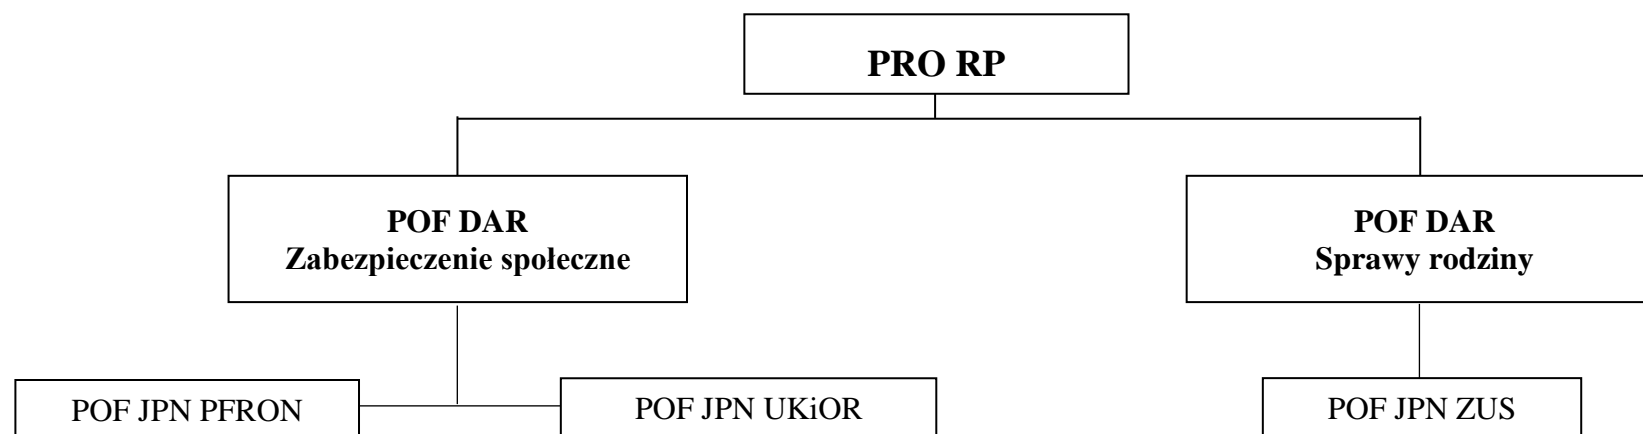 PRO RP
POF DAR
Zabezpieczenie społeczne
POF DAR
Sprawy rodziny
POF JPN PFRON
POF JPN UKiOR
POF JPN ZUS